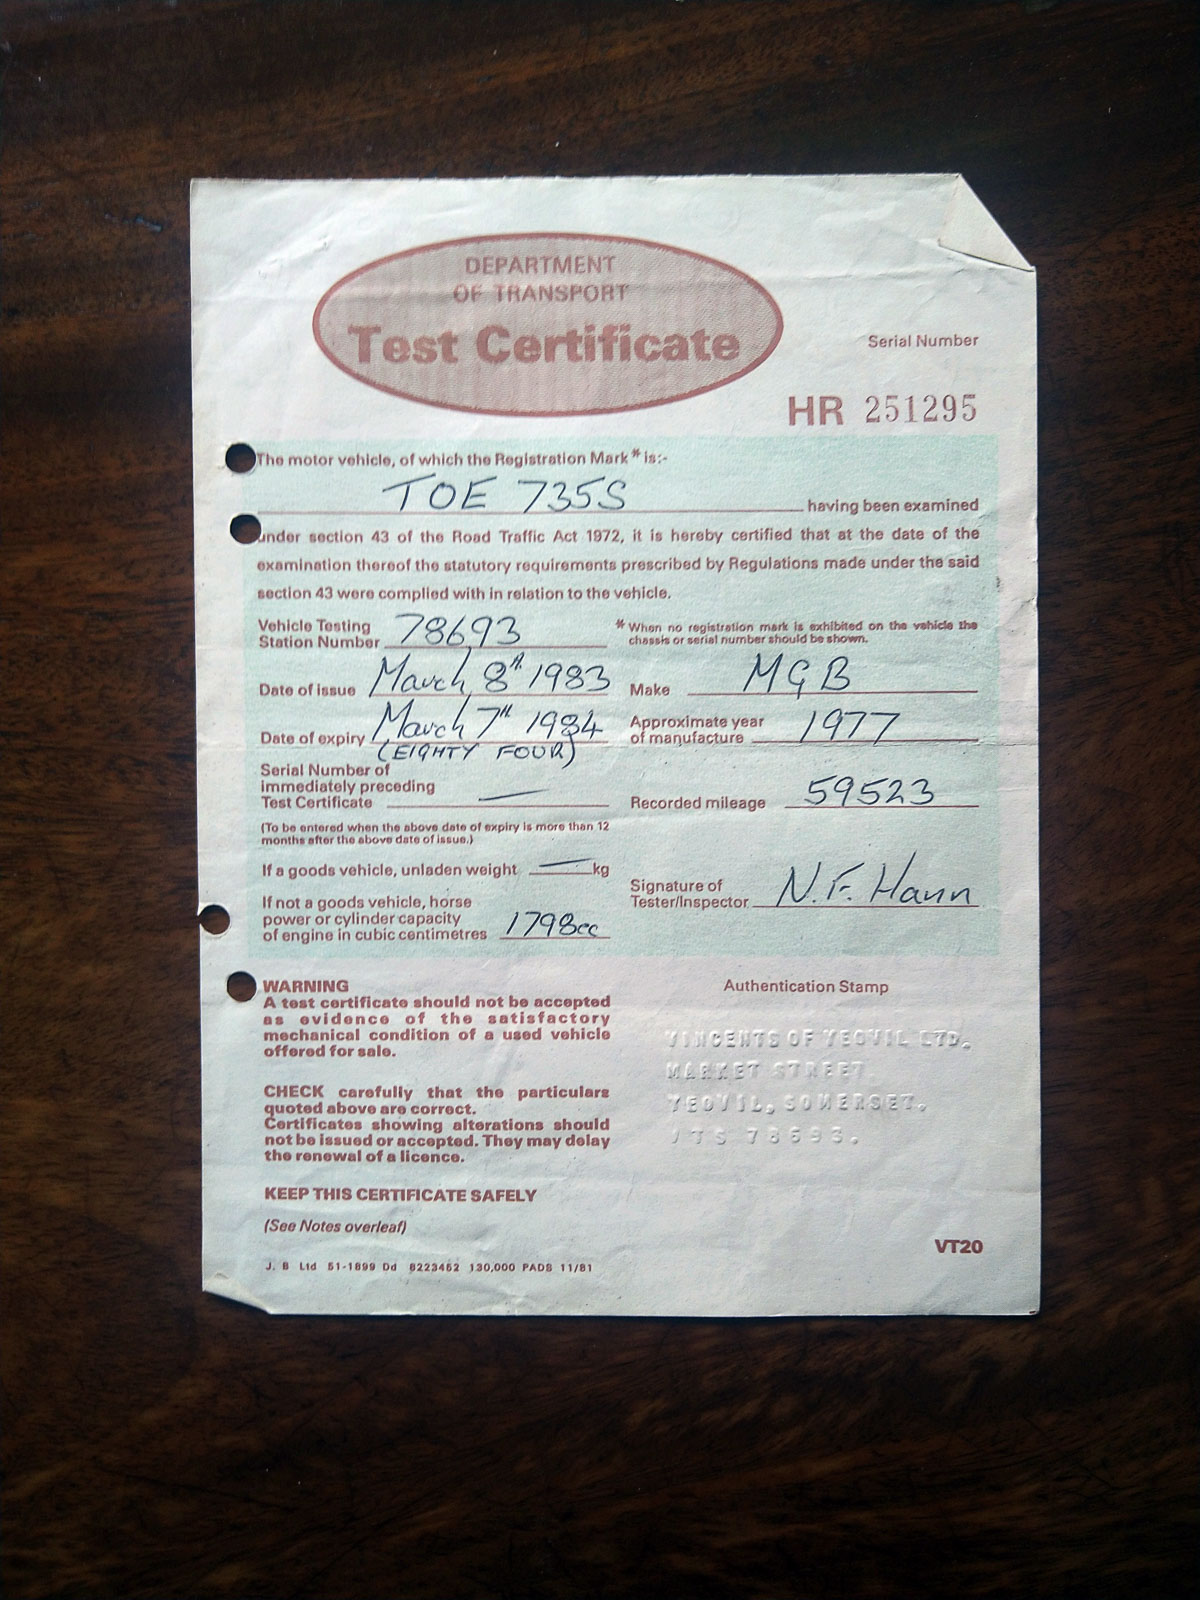 DEPARTMENT
OF TRANSPORT
Test Certificate
Serial Number
HR 251295
The motor vehicle, of which the Registration Mark * is:-
TOE 735S having been examined
under section 43 of the Road Traffic Act 1972, it is hereby certified that at the date of the
examination thereof the statutory requirements prescribed by Regulations made under the said
section 43 were complied with in relation to the vehicle.
Vehicle Testing
Station Number 78693
* When no registration mark is exhibited on the vehicle the
chassis or serial number should be shown.
Date of issue March 8th 1983
Make MGB
Date of expiry March 7th 1984
(EIGHTY FOUR)
Approximate year
of manufacture 1977
Serial Number of
immediately preceding
Test Certificate —
Recorded mileage 59523
(To be entered when the above date of expiry is more than 12
months after the above date of issue.)
If a goods vehicle, unladen weight — kg
Signature of
Tester/Inspector N.F. Hann
If not a goods vehicle, horse
power or cylinder capacity
of engine in cubic centimetres 1798cc
WARNING
A test certificate should not be accepted
as evidence of the satisfactory
mechanical condition of a used vehicle
offered for sale.
CHECK carefully that the particulars
quoted above are correct.
Certificates showing alterations should
not be issued or accepted. They may delay
the renewal of a licence.
KEEP THIS CERTIFICATE SAFELY
(See Notes overleaf)
J. B Ltd 51-1899 Dd 8223462 130,000 PADS 11/81
Authentication Stamp
VINCENTS OF YEOVIL LTD.
MARKET STREET.
YEOVIL, SOMERSET.
VTS 78693.
VT20